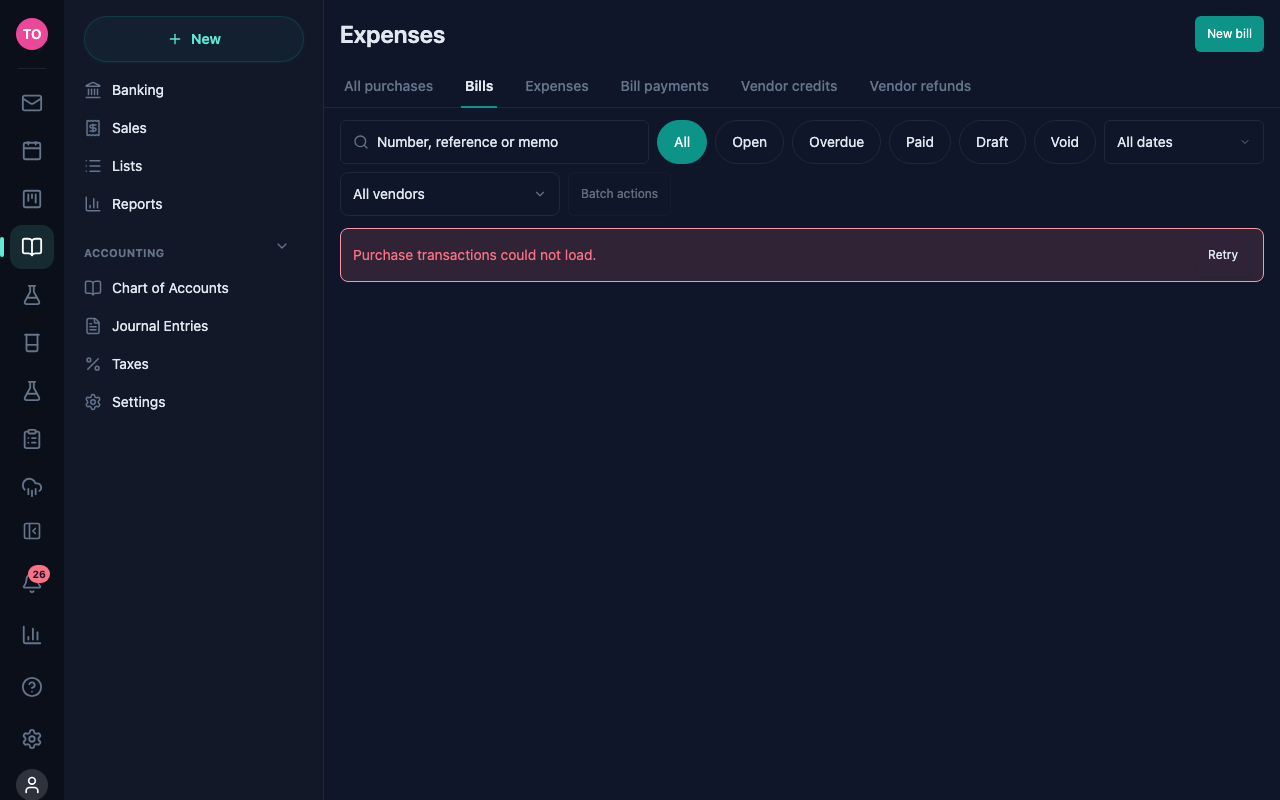 TO
New
Banking
Sales
Lists
Reports
ACCOUNTING
Chart of Accounts
Journal Entries
Taxes
Settings
26
Expenses
New bill
All purchases
Bills
Expenses
Bill payments
Vendor credits
Vendor refunds
Number, reference or memo
All
Open
Overdue
Paid
Draft
Void
All dates
All vendors
Batch actions
Purchase transactions could not load.
Retry